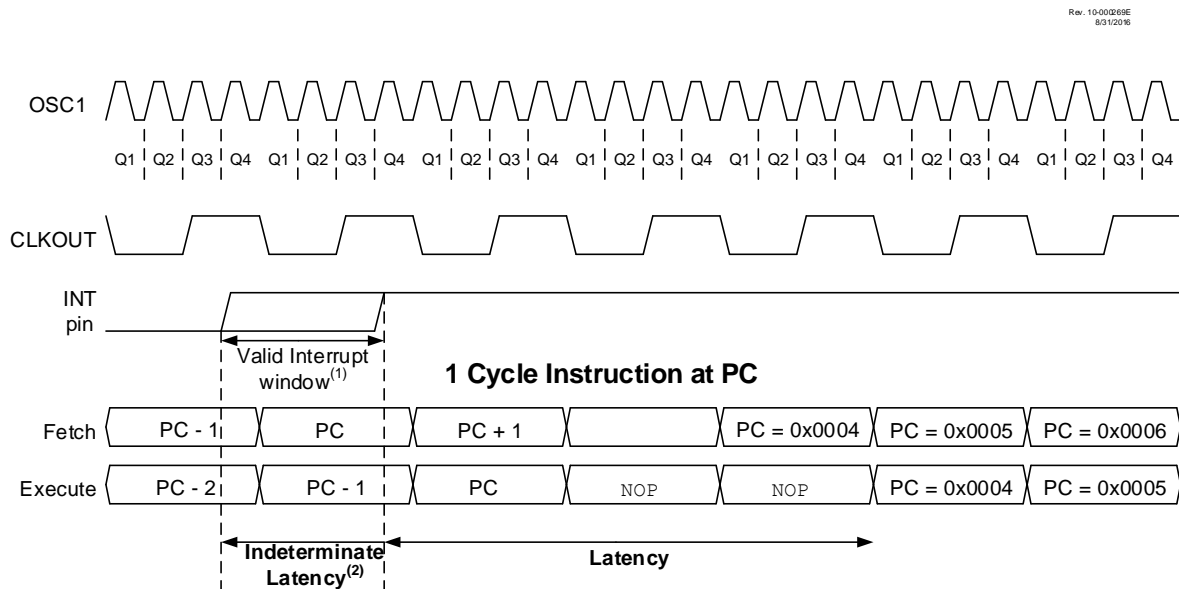 Rev. 10-000269E
8/31/2016
OSC1
Q1 Q2 Q3 Q4 Q1 Q2 Q3 Q4 Q1 Q2 Q3 Q4 Q1 Q2 Q3 Q4 Q1 Q2 Q3 Q4 Q1 Q2 Q3 Q4 Q1 Q2 Q3 Q4
CLKOUT
INT
pin
Valid Interrupt
window(1)
1 Cycle Instruction at PC
Fetch PC - 1 PC PC + 1 PC = 0x0004 PC = 0x0005 PC = 0x0006
Execute PC - 2 PC - 1 PC NOP NOP PC = 0x0004 PC = 0x0005
Indeterminate
Latency(2)
Latency